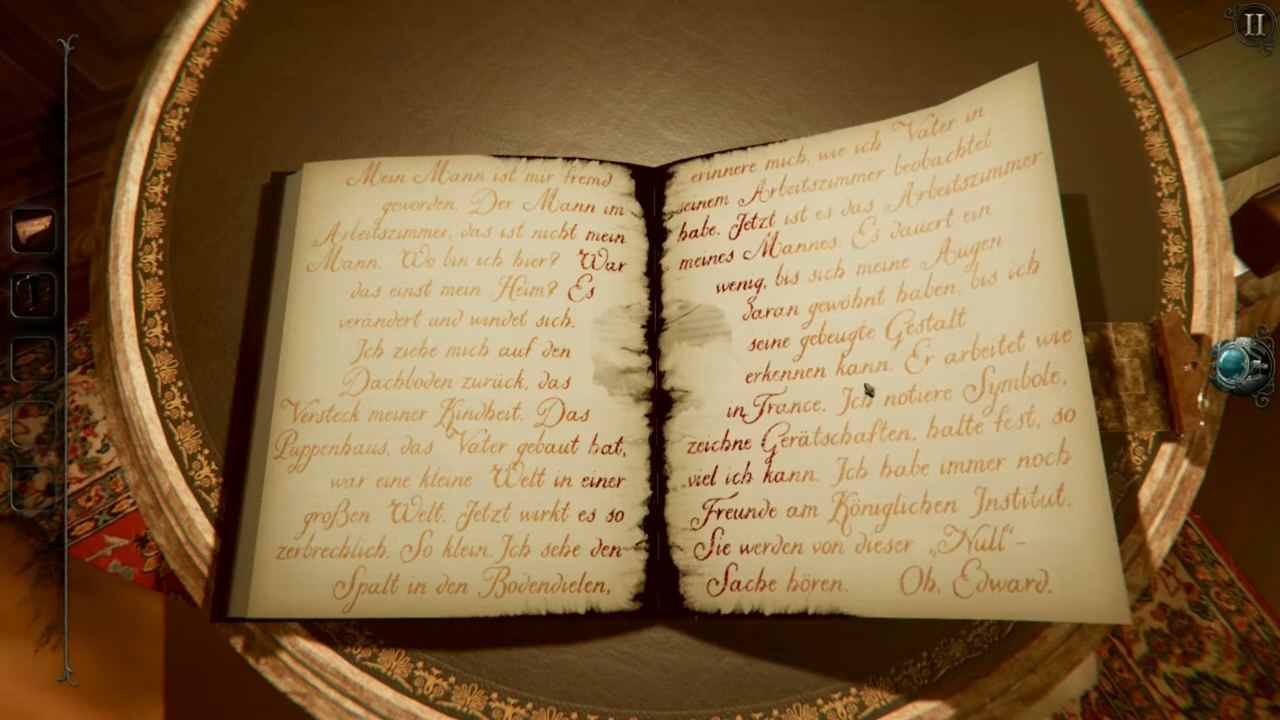 Mein Mann ist mir fremd
geworden. Der Mann im
Arbeitszimmer, das ist nicht mein
Mann. Wo bin ich hier? War
das einst mein Heim? Es
verändert und windet sich.
Ich ziehe mich auf den
Dachboden zurück, das
Versteck meiner Kindheit. Das
Puppenhaus, das Vater gebaut hat,
war eine kleine Welt in einer
großen Welt. Jetzt wirkt es so
zerbrechlich. So klein. Ich sehe den
Spalt in den Bodendielen,
erinnere mich, wie ich Vater in
seinem Arbeitszimmer beobachtet
habe. Jetzt ist es das Arbeitszimmer
meines Mannes. Es dauert ein
wenig, bis sich meine Augen
daran gewöhnt haben, bis ich
seine gebeugte Gestalt
erkennen kann. Er arbeitet wie
in Trance. Ich notiere Symbole,
zeichne Gerätschaften, halte fest, so
viel ich kann. Ich habe immer noch
Freunde am Königlichen Institut.
Sie werden von dieser „Null“-
Sache hören. Oh, Edward.
II